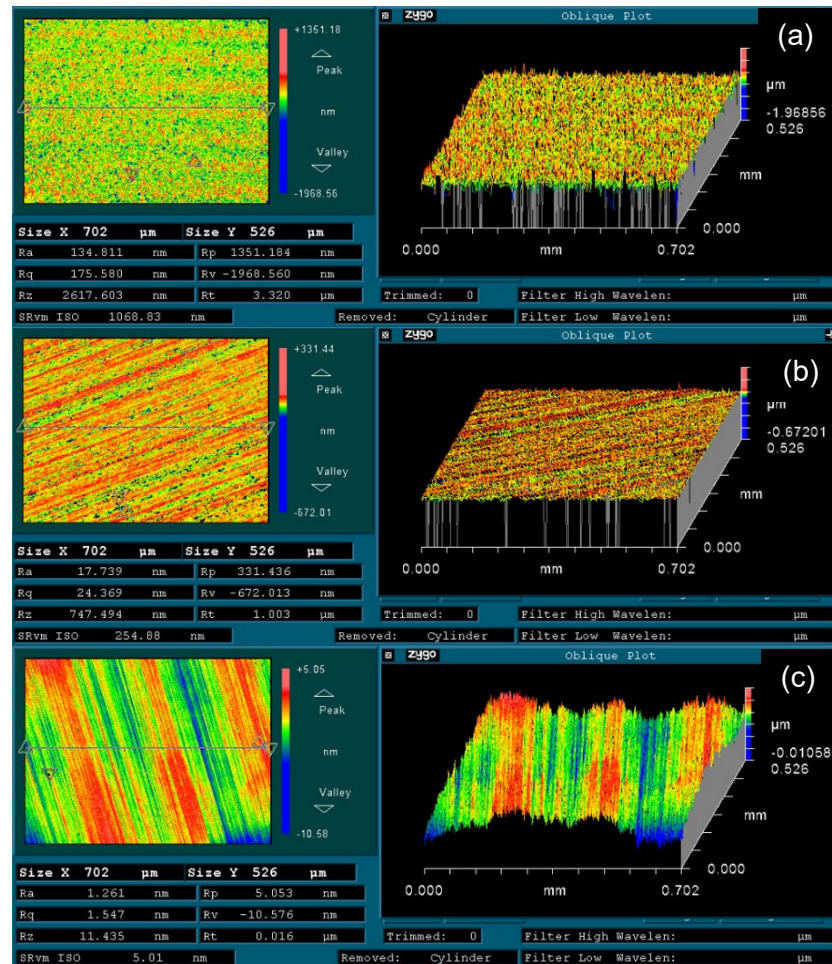 zygo Oblique Plot (a)
+1351.18
Peak
nm
Valley
-1968.56
µm
-1.96856
0.526
mm
0.000
0.000 mm 0.702
Size X 702 µm Size Y 526 µm
Ra 134.811 nm Rp 1351.184 nm
Rq 175.580 nm Rv -1968.560 nm
Rz 2617.603 nm Rt 3.320 µm Trimmed: 0 Filter High Wavelen: µm
SRvm ISO 1068.83 nm Removed: Cylinder Filter Low Wavelen: µm
zygo Oblique Plot
(b)
+331.44
Peak
nm
Valley
-672.01
µm
-0.67201
0.526
mm
0.000
0.000 mm 0.702
Size X 702 µm Size Y 526 µm
Ra 17.739 nm Rp 331.436 nm
Rq 24.369 nm Rv -672.013 nm
Rz 747.494 nm Rt 1.003 µm Trimmed: 0 Filter High Wavelen: µm
SRvm ISO 254.88 nm Removed: Cylinder Filter Low Wavelen: µm
zygo Oblique Plot
(c)
+5.05
Peak
nm
Valley
-10.58
µm
-0.01058
0.526
mm
0.000
0.000 mm 0.702
Size X 702 µm Size Y 526 µm
Ra 1.261 nm Rp 5.053 nm
Rq 1.547 nm Rv -10.576 nm
Rz 11.435 nm Rt 0.016 µm Trimmed: 0 Filter High Wavelen: µm
SRvm ISO 5.01 nm Removed: Cylinder Filter Low Wavelen: µm